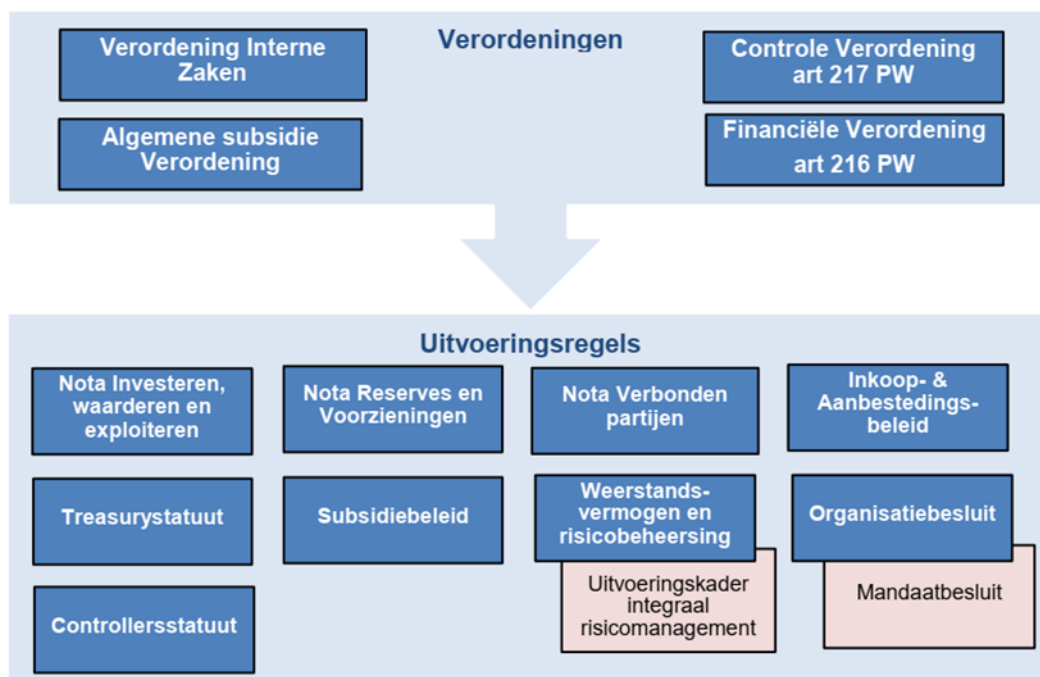 Verordeningen
Verordening Interne
Zaken
Controle Verordening
art 217 PW
Algemene subsidie
Verordening
Financiële Verordening
art 216 PW
Uitvoeringsregels
Nota Investeren,
waarderen en
exploiteren
Nota Reserves en
Voorzieningen
Nota Verbonden
partijen
Inkoop- &
Aanbestedings-
beleid
Treasurystatuut
Subsidiebeleid
Weerstands-
vermogen en
risicobeheersing
Organisatiebesluit
Uitvoeringskader
integraal
risicomanagement
Mandaatbesluit
Controllersstatuut